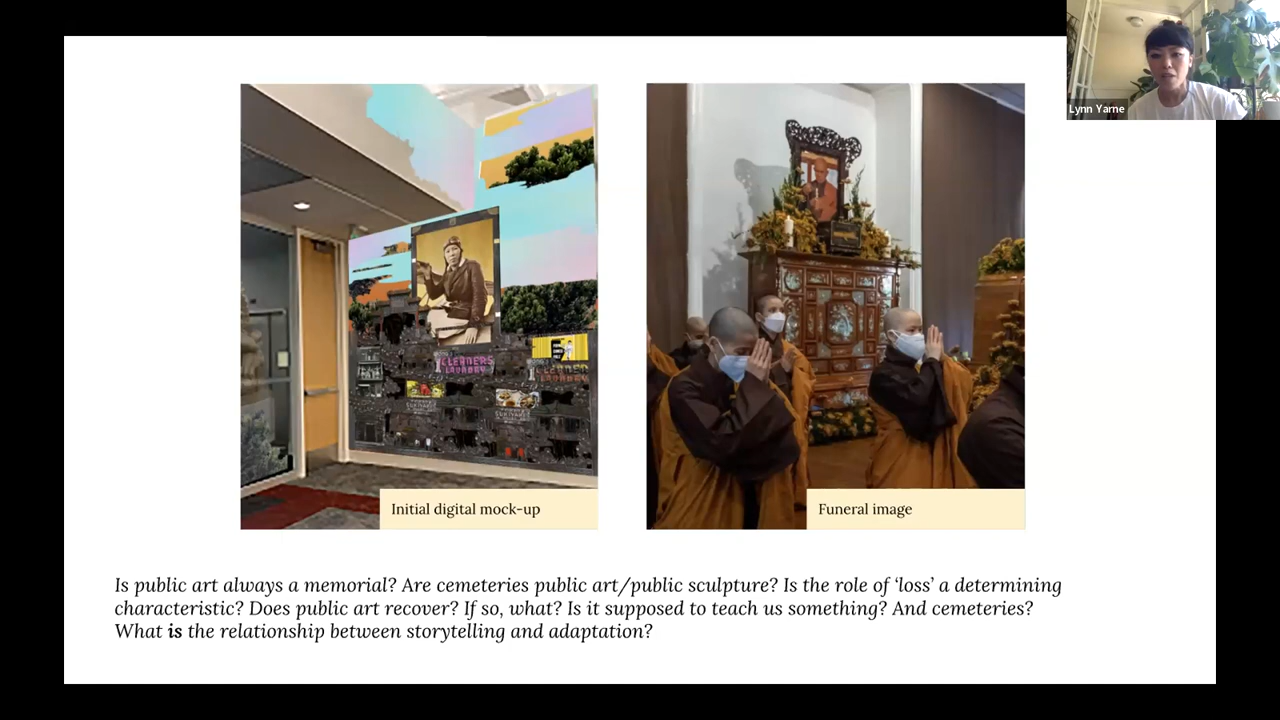 Lynn Yarne
CLEANERS
LAUNDRY
Initial digital mock-up
Funeral image
Is public art always a memorial? Are cemeteries public art/public sculpture? Is the role of ‘loss’ a determining
characteristic? Does public art recover? If so, what? Is it supposed to teach us something? And cemeteries?
What is the relationship between storytelling and adaptation?